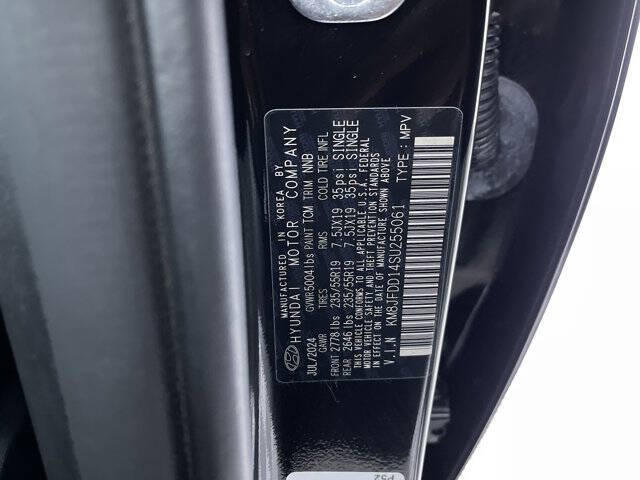 MANUFACTURED IN KOREA BY
HYUNDAI MOTOR COMPANY
JUL/2024 GVWR 5004 lbs PAINT TCM TRIM NNB
GAWR TIRES RIMS COLD TIRE INFL
FRONT 2778 lbs 235/55R19 7.5JX19 35psi SINGLE
REAR 2646 lbs 235/55R19 7.5JX19 35psi SINGLE
THIS VEHICLE CONFORMS TO ALL APPLICABLE U.S.A. FEDERAL
MOTOR VEHICLE SAFETY AND THEFT PREVENTION STANDARDS IN
EFFECT ON THE DATE OF MANUFACTURE SHOWN ABOVE
V.I.N KM8JFDD14SU255061 TYPE : MPV
P52